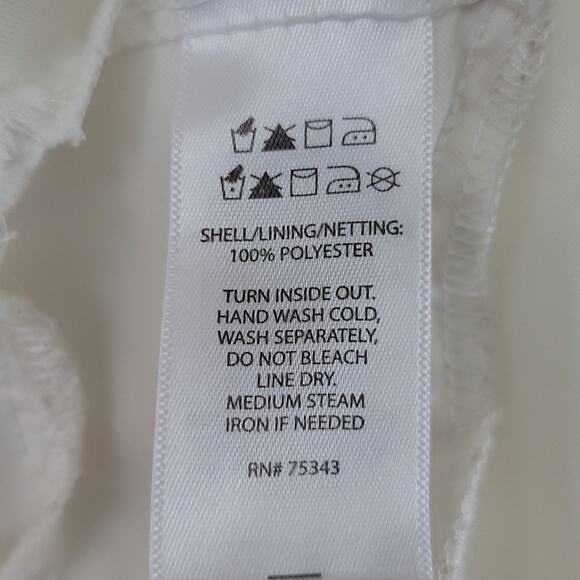 SHELL/LINING/NETTING:
100% POLYESTER
TURN INSIDE OUT.
HAND WASH COLD,
WASH SEPARATELY,
DO NOT BLEACH
LINE DRY.
MEDIUM STEAM
IRON IF NEEDED
RN# 75343